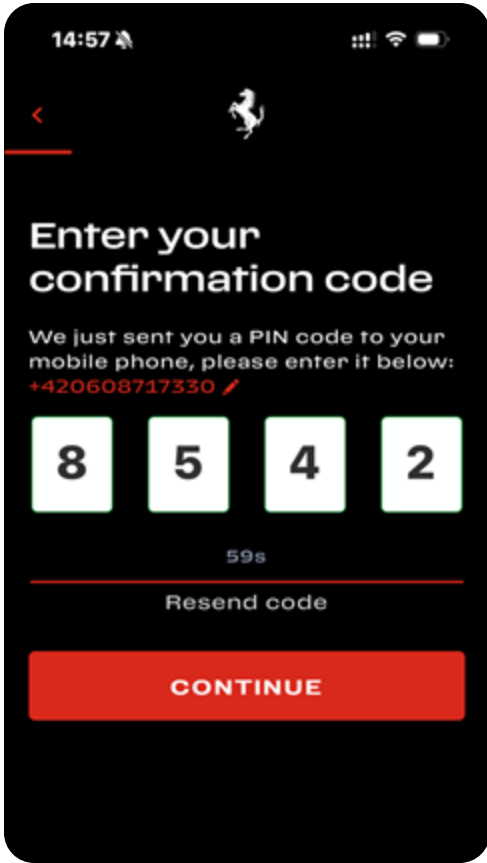 14:57
Enter your
confirmation code
We just sent you a PIN code to your
mobile phone, please enter it below:
+420608717330
8 5 4 2
59s
Resend code
CONTINUE